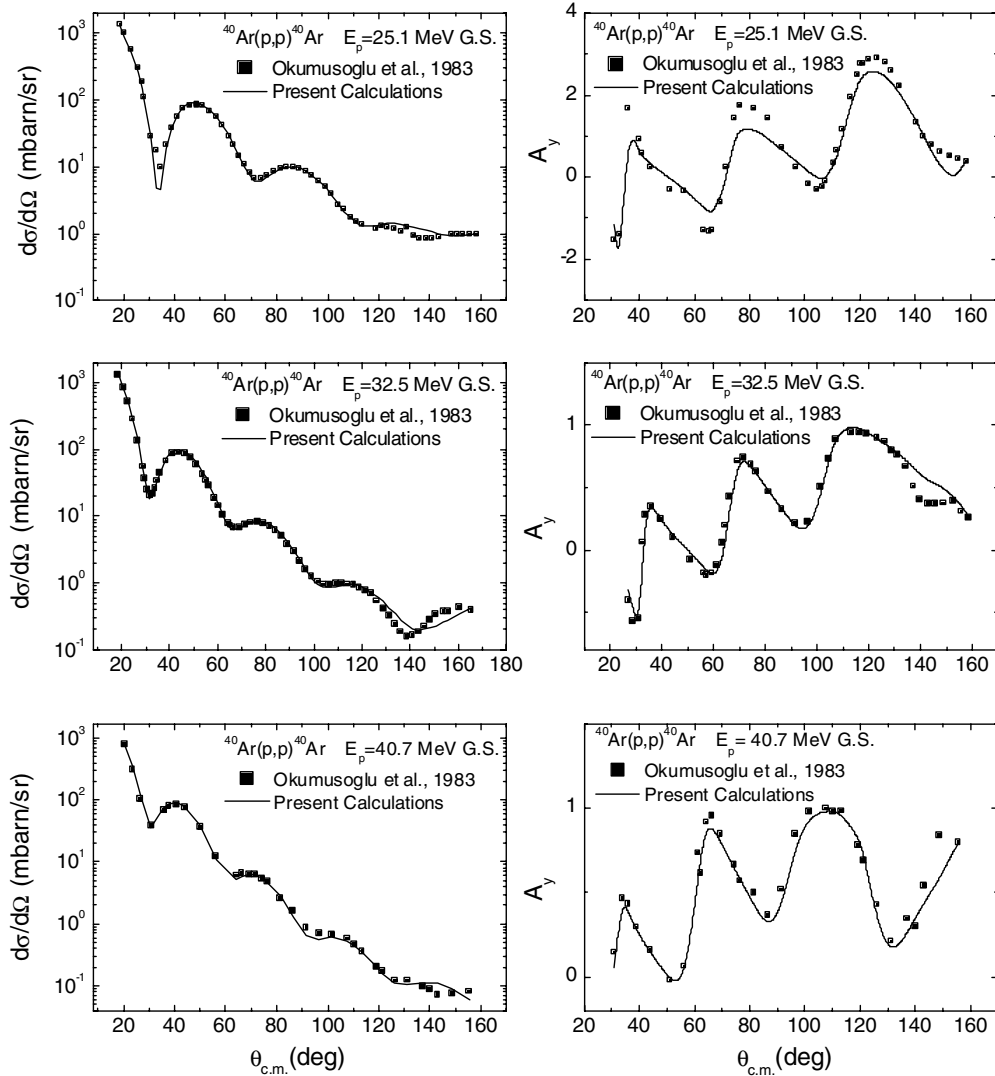 ⁴⁰Ar(p,p)⁴⁰Ar E_p=25.1 MeV G.S.
Okumusoglu et al., 1983
Present Calculations
dσ/dΩ (mbarn/sr)
10³
10²
10¹
10⁰
10⁻¹
20 40 60 80 100 120 140 160
⁴⁰Ar(p,p)⁴⁰Ar E_p=25.1 MeV G.S.
Okumusoglu et al., 1983
Present Calculations
A_y
4
2
0
-2
20 40 60 80 100 120 140 160
⁴⁰Ar(p,p)⁴⁰Ar E_p=32.5 MeV G.S.
Okumusoglu et al., 1983
Present Calculations
dσ/dΩ (mbarn/sr)
10³
10²
10¹
10⁰
10⁻¹
20 40 60 80 100 120 140 160 180
⁴⁰Ar(p,p)⁴⁰Ar E_p=32.5 MeV G.S.
Okumusoglu et al., 1983
Present Calculations
A_y
1
0
20 40 60 80 100 120 140 160
⁴⁰Ar(p,p)⁴⁰Ar E_p=40.7 MeV G.S.
Okumusoglu et al., 1983
Present Calculations
dσ/dΩ (mbarn/sr)
10³
10²
10¹
10⁰
10⁻¹
20 40 60 80 100 120 140 160
θ_c.m.(deg)
⁴⁰Ar(p,p)⁴⁰Ar E_p= 40.7 MeV G.S.
Okumusoglu et al., 1983
Present Calculations
A_y
1
0
20 40 60 80 100 120 140 160
θ_c.m.(deg)